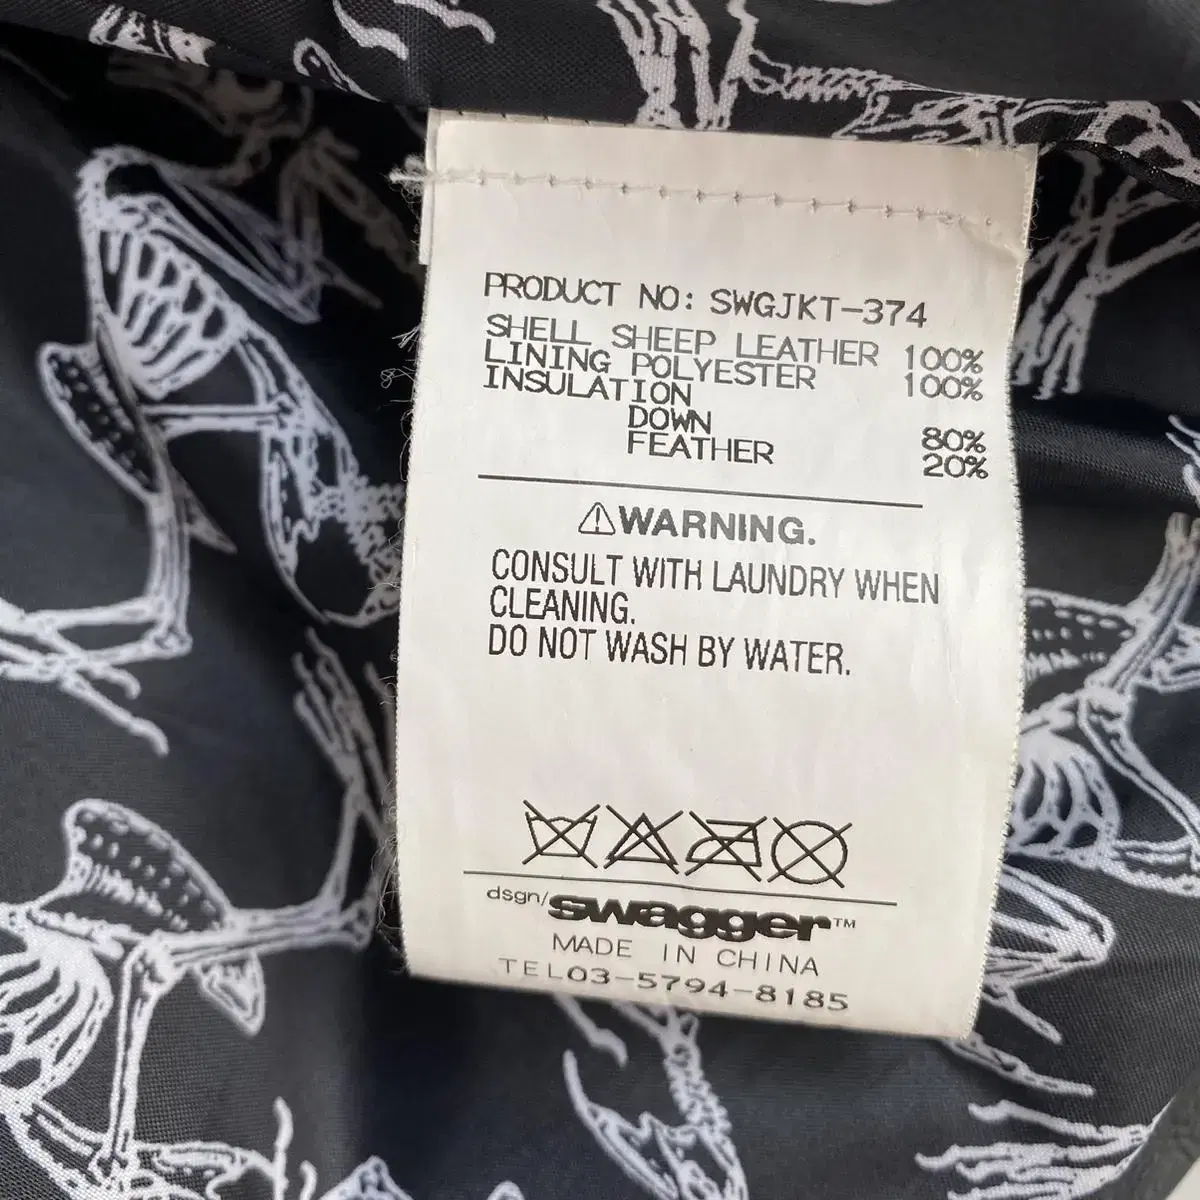 PRODUCT NO: SWGJKT-374
SHELL SHEEP LEATHER 100%
LINING POLYESTER 100%
INSULATION
DOWN 80%
FEATHER 20%
WARNING.
CONSULT WITH LAUNDRY WHEN
CLEANING.
DO NOT WASH BY WATER.
dsgn/swagger™
MADE IN CHINA
TEL03-5794-8185